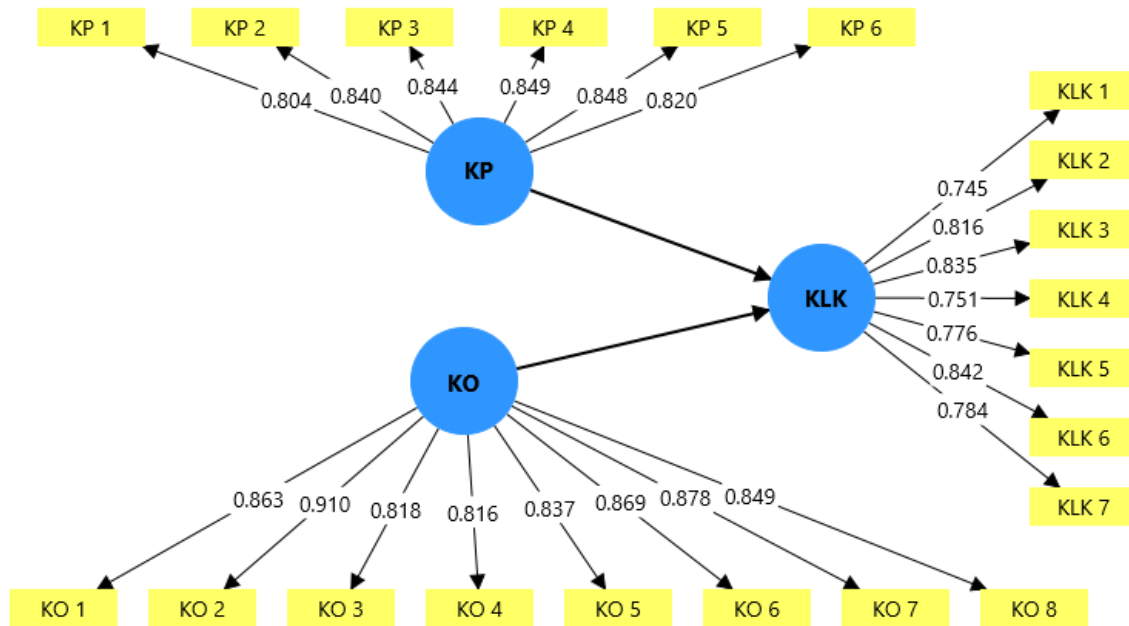 KP 1 KP 2 KP 3 KP 4 KP 5 KP 6
0.804 0.840 0.844 0.849 0.848 0.820
KP
KLK 1
KLK 2
KLK 3
KLK 4
KLK 5
KLK 6
KLK 7
0.745
0.816
0.835
0.751
0.776
0.842
0.784
KLK
KO
0.863 0.910 0.818 0.816 0.837 0.869 0.878 0.849
KO 1 KO 2 KO 3 KO 4 KO 5 KO 6 KO 7 KO 8